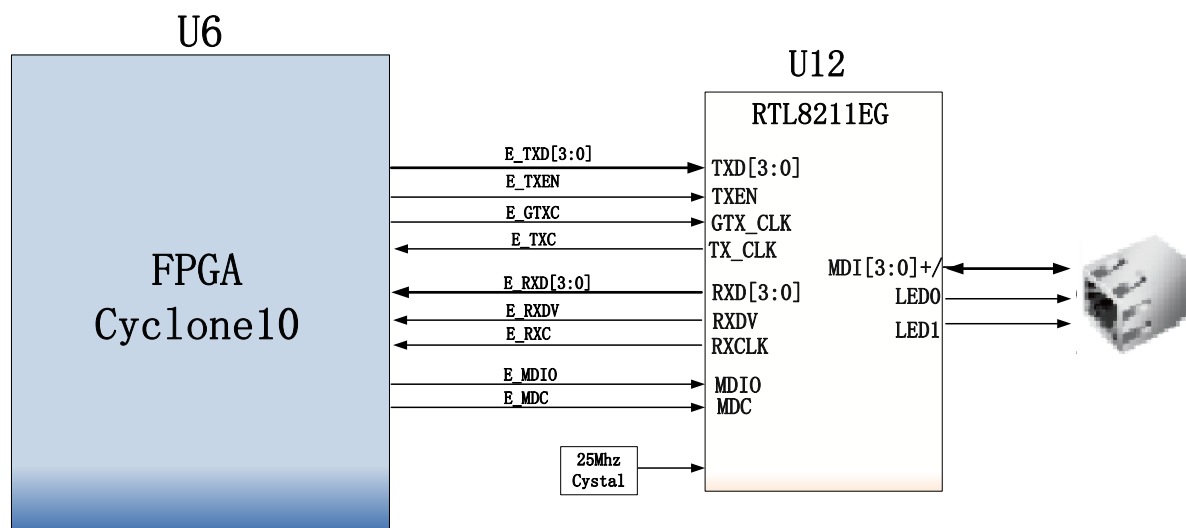 U6
U12
RTL8211EG
E_TXD[3:0]
TXD[3:0]
E_TXEN
TXEN
E_GTXC
GTX_CLK
E_TXC
TX_CLK
FPGA
Cyclone10
MDI[3:0]+/
E_RXD[3:0]
RXD[3:0]
LED0
E_RXDV
RXDV
LED1
E_RXC
RXCLK
E_MDIO
MDIO
E_MDC
MDC
25Mhz
Cystal